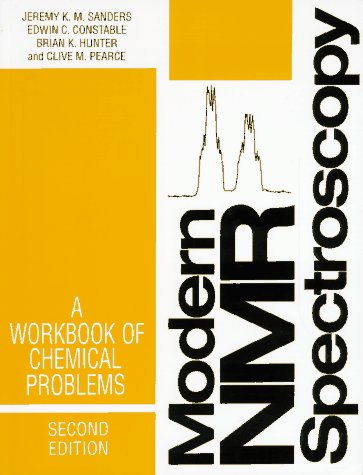 JEREMY K. M. SANDERS
EDWIN C. CONSTABLE
BRIAN K. HUNTER
and CLIVE M. PEARCE
Modern
NMR
Spectroscopy
A
WORKBOOK OF
CHEMICAL
PROBLEMS
SECOND
EDITION